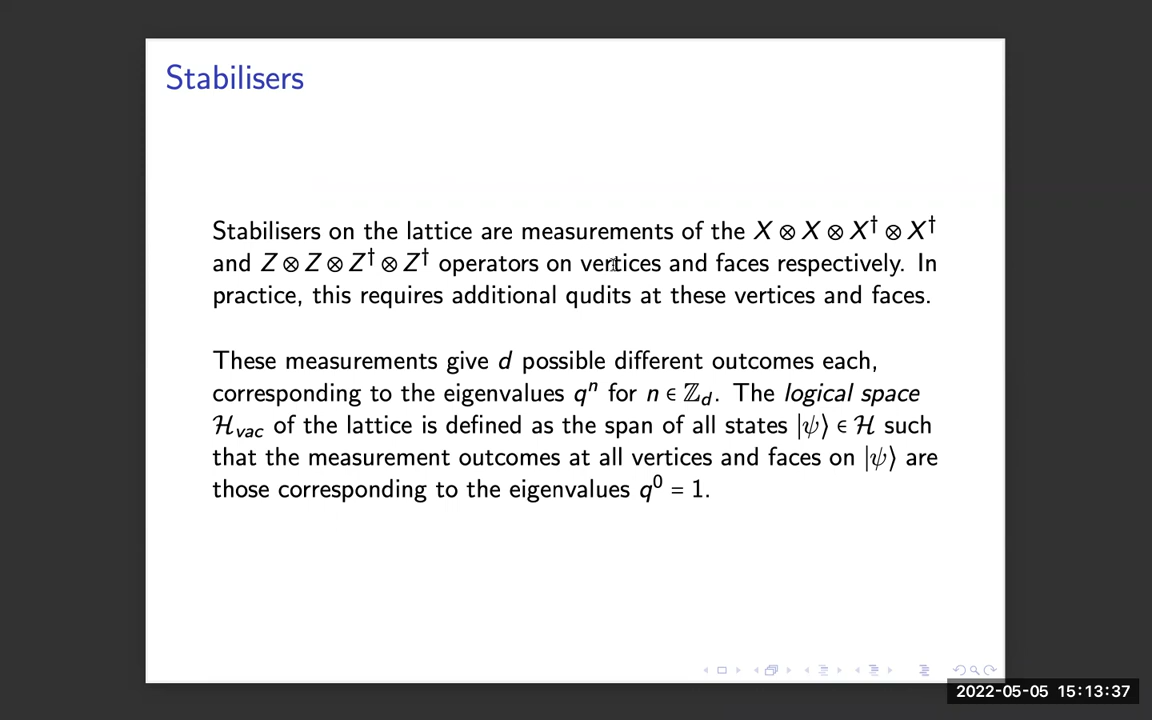 Stabilisers
Stabilisers on the lattice are measurements of the X ⊗ X ⊗ X† ⊗ X†
and Z ⊗ Z ⊗ Z† ⊗ Z† operators on vertices and faces respectively. In
practice, this requires additional qudits at these vertices and faces.
These measurements give d possible different outcomes each,
corresponding to the eigenvalues qⁿ for n ∈ ℤ_d. The logical space
ℋ_vac of the lattice is defined as the span of all states |ψ⟩ ∈ ℋ such
that the measurement outcomes at all vertices and faces on |ψ⟩ are
those corresponding to the eigenvalues q⁰ = 1.
2022-05-05 15:13:37